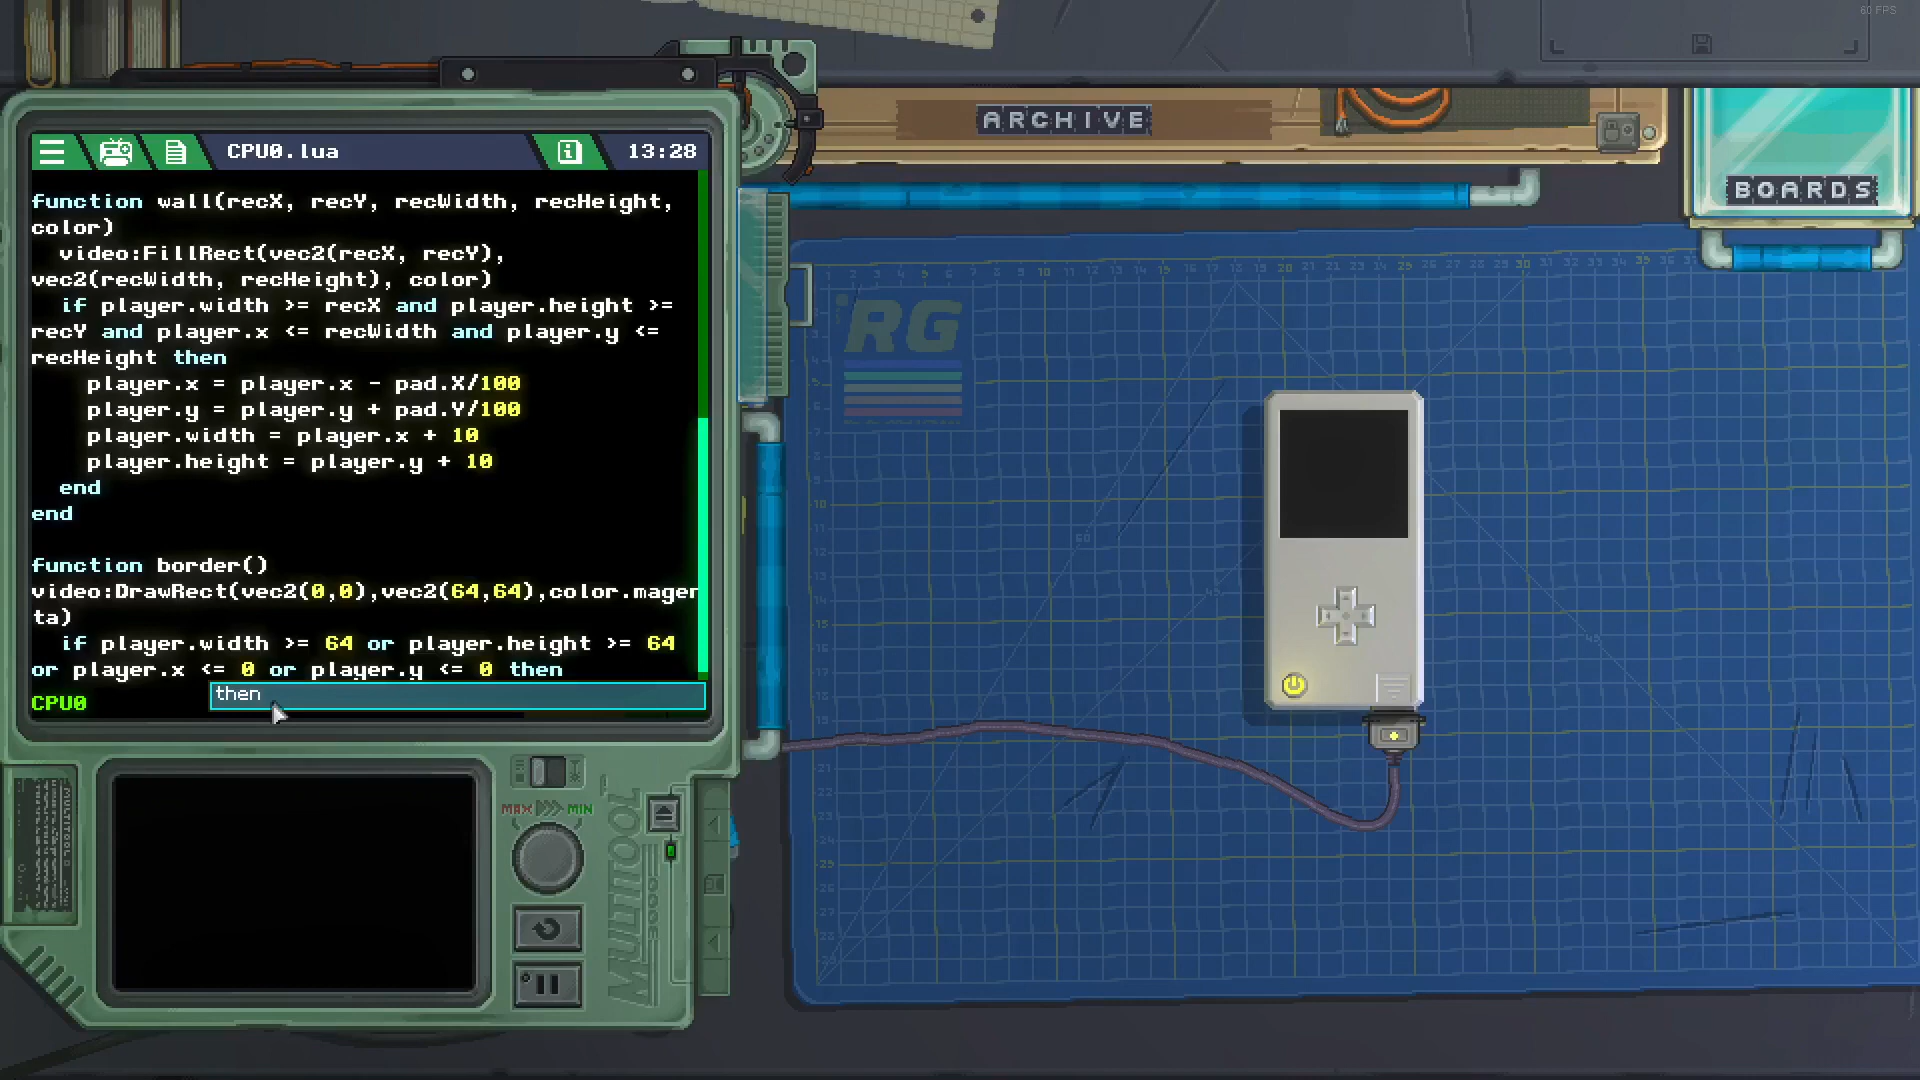 60 FPS
ARCHIVE
BOARDS
CPU0.lua
13:28
function wall(recX, recY, recWidth, recHeight,
color)
video:FillRect(vec2(recX, recY),
vec2(recWidth, recHeight), color)
if player.width >= recX and player.height >=
recY and player.x <= recWidth and player.y <=
recHeight then
player.x = player.x - pad.X/100
player.y = player.y + pad.Y/100
player.width = player.x + 10
player.height = player.y + 10
end
end
function border()
video:DrawRect(vec2(0,0),vec2(64,64),color.magen
ta)
if player.width >= 64 or player.height >= 64
or player.x <= 0 or player.y <= 0 then
then
CPU0
RG
MAX
MIN
MULTITOOL